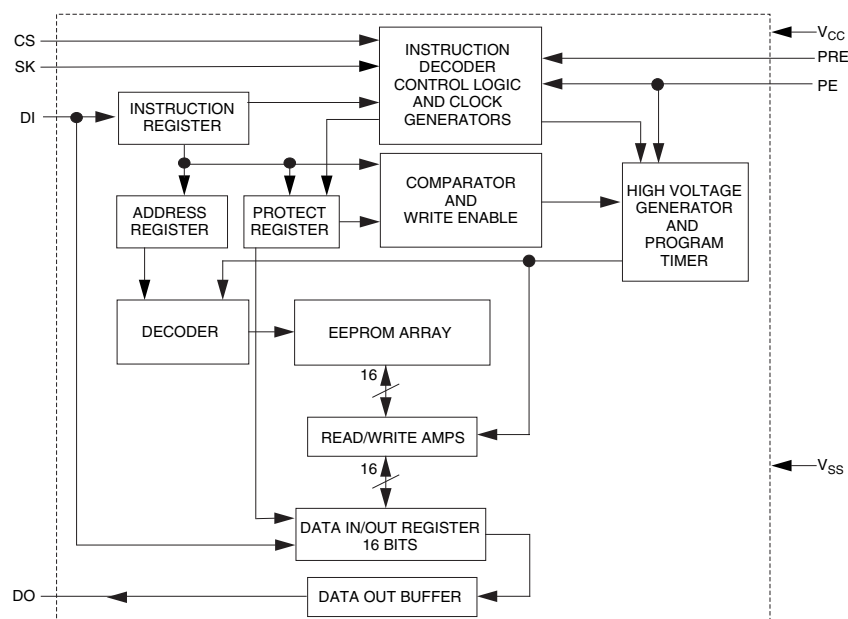 CS
SK
DI
INSTRUCTION
REGISTER
INSTRUCTION
DECODER
CONTROL LOGIC
AND CLOCK
GENERATORS
VCC
PRE
PE
ADDRESS
REGISTER
PROTECT
REGISTER
COMPARATOR
AND
WRITE ENABLE
HIGH VOLTAGE
GENERATOR
AND
PROGRAM
TIMER
DECODER
EEPROM ARRAY
16
READ/WRITE AMPS
16
VSS
DATA IN/OUT REGISTER
16 BITS
DO
DATA OUT BUFFER